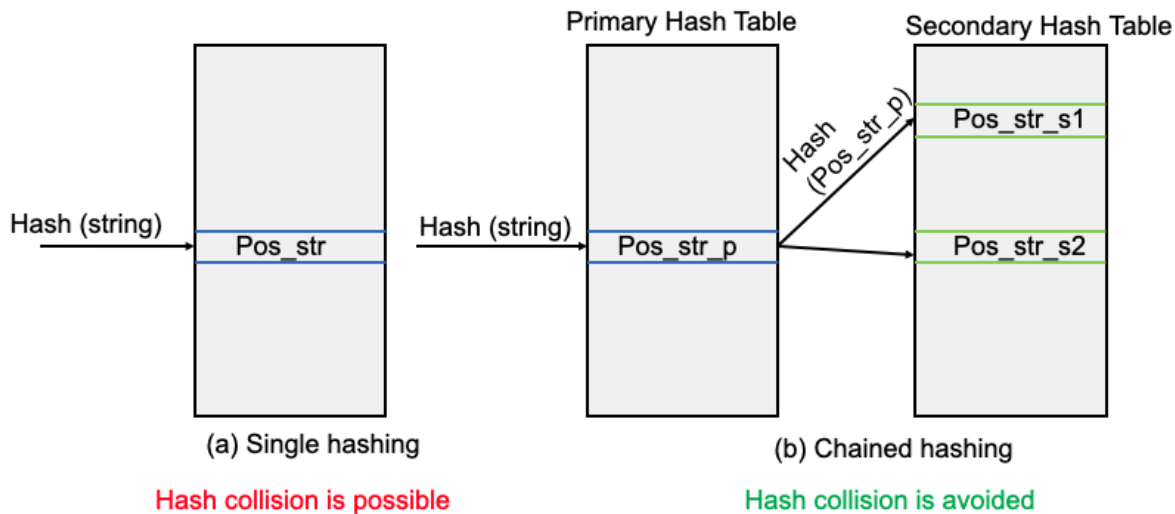 Primary Hash Table
Secondary Hash Table
Hash (string)
Pos_str
Hash (string)
Pos_str_p
Hash
(Pos_str_p)
Pos_str_s1
Pos_str_s2
(a) Single hashing
(b) Chained hashing
Hash collision is possible
Hash collision is avoided